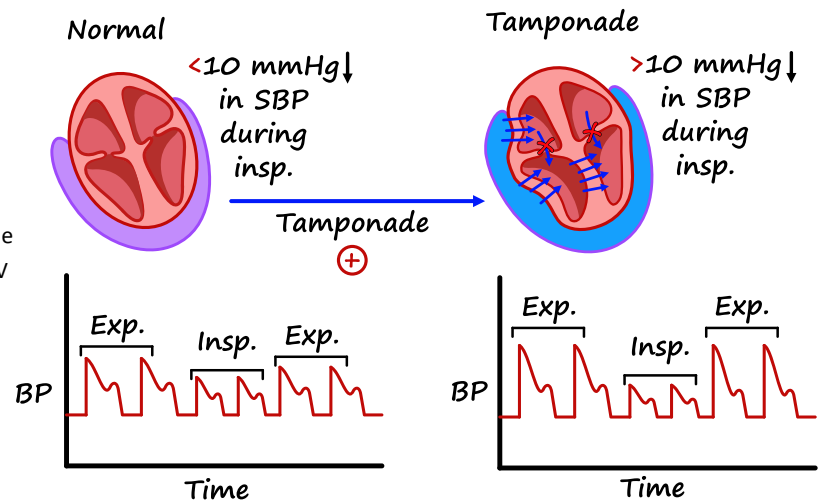 Normal
<10 mmHg↓
in SBP
during
insp.
Tamponade
>10 mmHg↓
in SBP
during
insp.
Tamponade
+
e
v
Exp.
Insp.
Exp.
BP
Time
Exp.
Insp.
Exp.
BP
Time